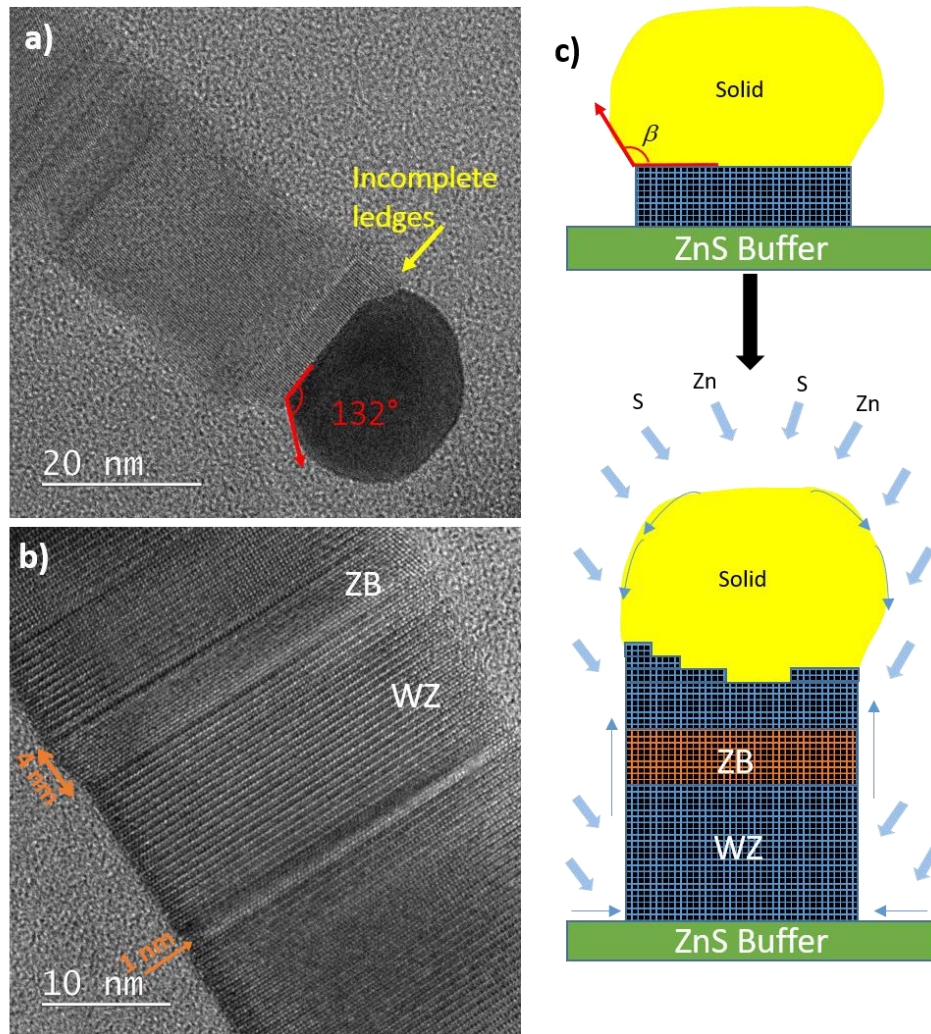 a)
Incomplete
ledges
132°
20 nm
b)
ZB
WZ
4 nm
1 nm
10 nm
c)
Solid
β
ZnS Buffer
S
Zn
S
Zn
Solid
ZB
WZ
ZnS Buffer